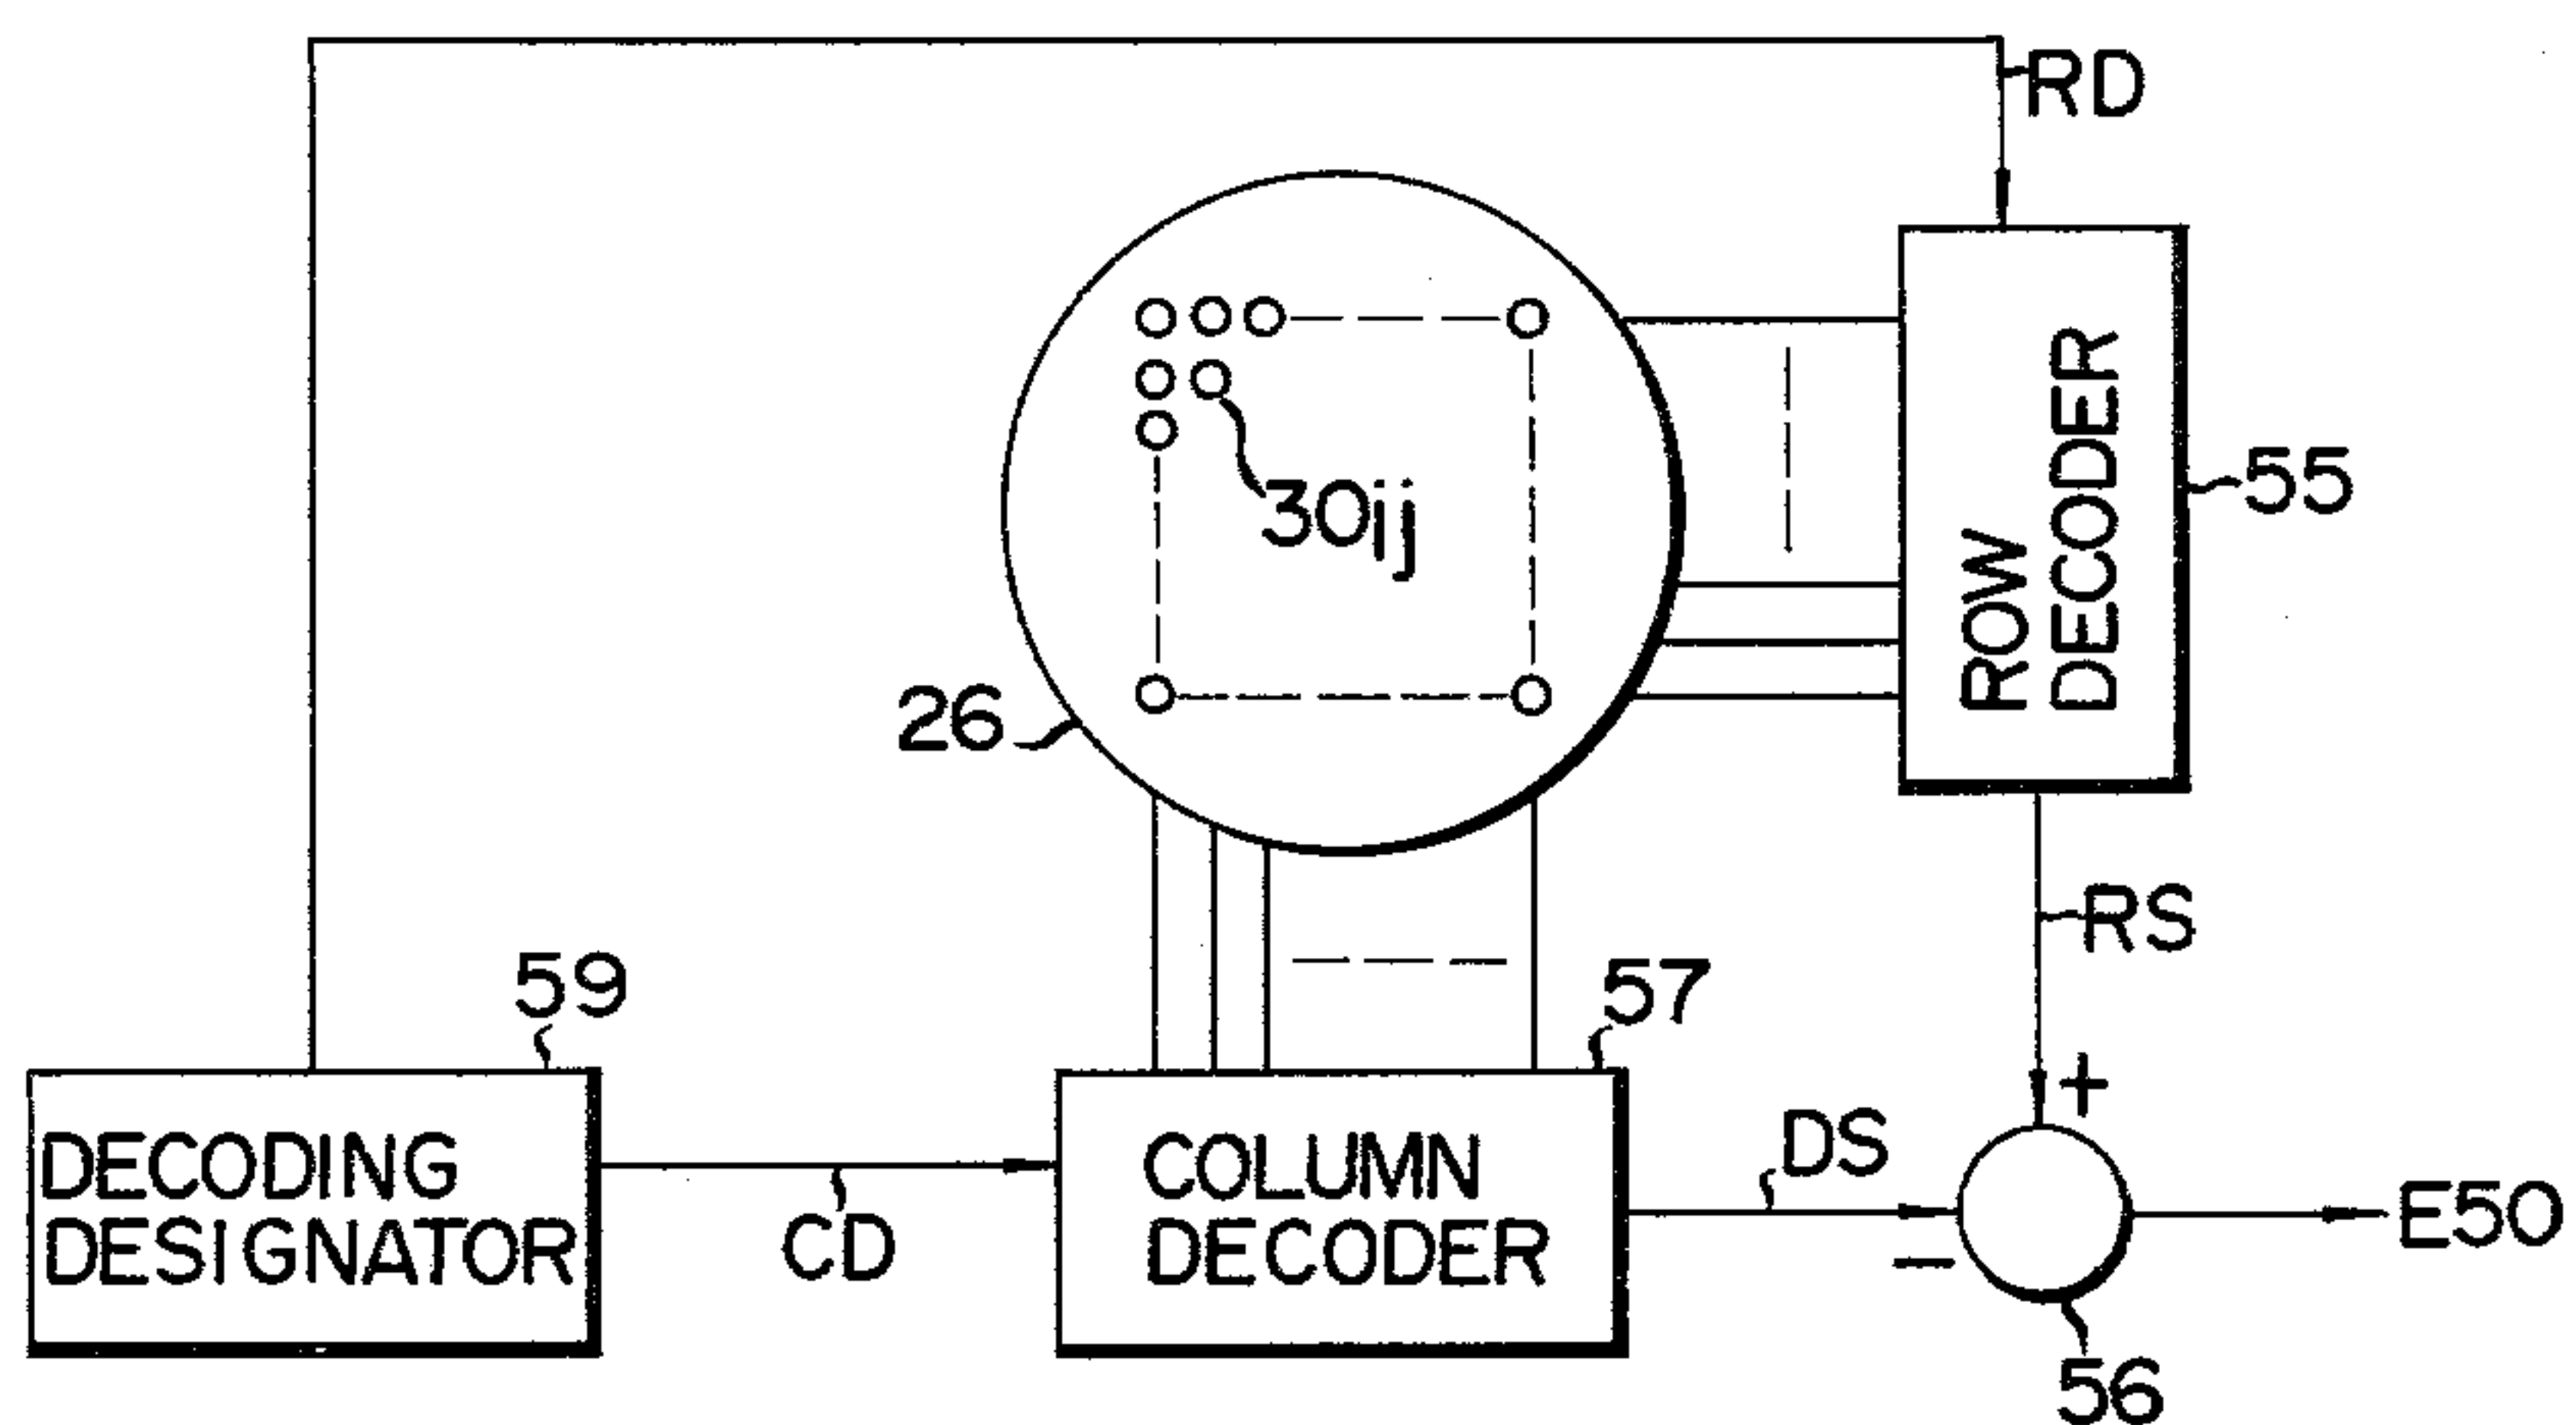 RD
30ij
ROW
DECODER
55
26
RS
59
57
DECODING
DESIGNATOR
CD
COLUMN
DECODER
DS
+
−
E50
56